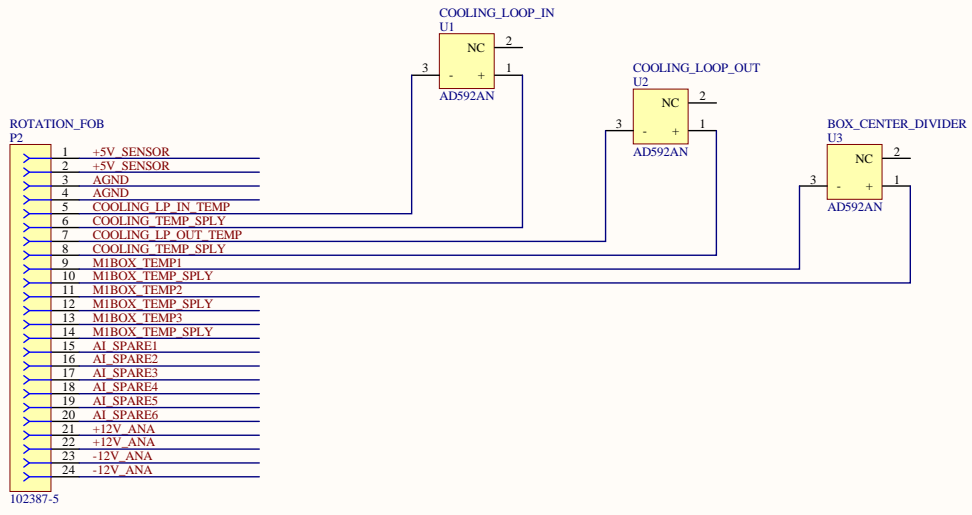 COOLING_LOOP_IN
U1
NC 2
3 - + 1
AD592AN
COOLING_LOOP_OUT
U2
NC 2
3 - + 1
AD592AN
BOX_CENTER_DIVIDER
U3
NC 2
3 - + 1
AD592AN
ROTATION_FOB
P2
1 +5V_SENSOR
2 +5V_SENSOR
3 AGND
4 AGND
5 COOLING_LP_IN_TEMP
6 COOLING_TEMP_SPLY
7 COOLING_LP_OUT_TEMP
8 COOLING_TEMP_SPLY
9 M1BOX_TEMP1
10 M1BOX_TEMP_SPLY
11 M1BOX_TEMP2
12 M1BOX_TEMP_SPLY
13 M1BOX_TEMP3
14 M1BOX_TEMP_SPLY
15 AI_SPARE1
16 AI_SPARE2
17 AI_SPARE3
18 AI_SPARE4
19 AI_SPARE5
20 AI_SPARE6
21 +12V_ANA
22 +12V_ANA
23 -12V_ANA
24 -12V_ANA
102387-5